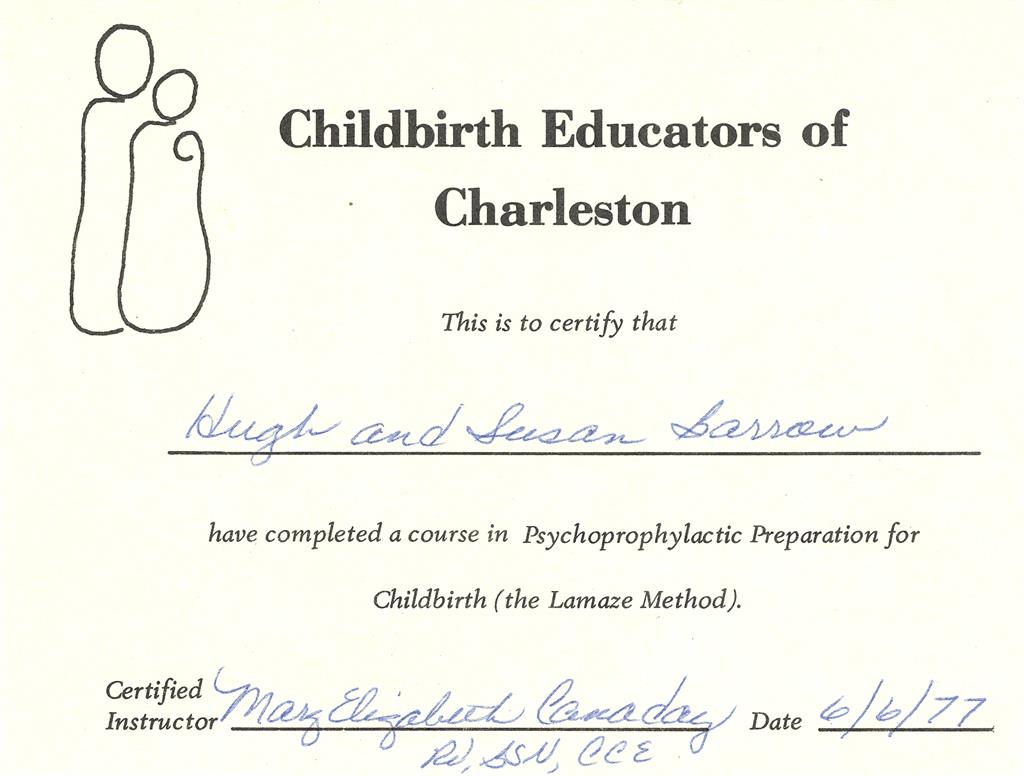 Childbirth Educators of
Charleston
This is to certify that
Hugh and Susan Barrow
have completed a course in Psychoprophylactic Preparation for
Childbirth (the Lamaze Method).
Certified
Instructor Mary Elizabeth Canaday Date 6/6/77
RN, BSN, CCE